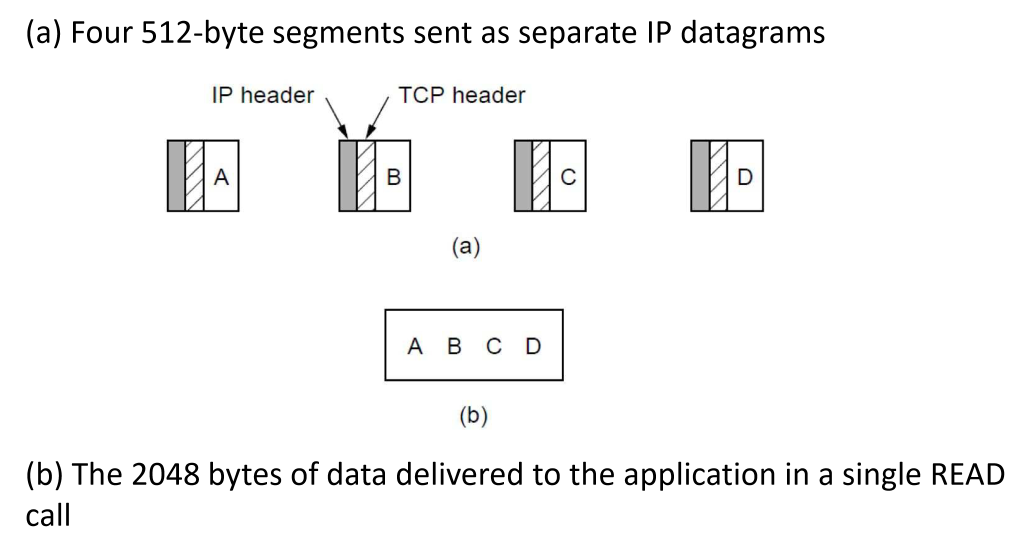 (a) Four 512-byte segments sent as separate IP datagrams
IP header TCP header
A B C D
(a)
A B C D
(b)
(b) The 2048 bytes of data delivered to the application in a single READ
call